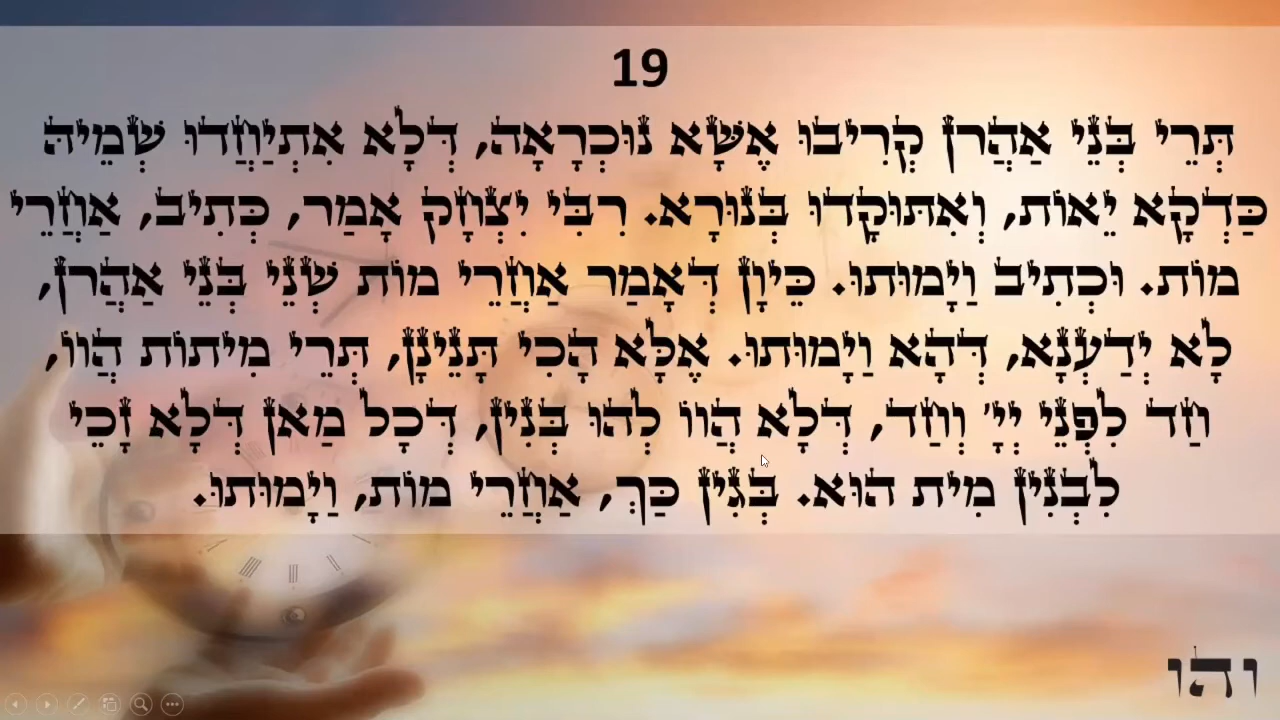 19
תְּרֵי בְּנֵי אַהֲרֹן קְרִיבוּ אֶשָּׁא נוּכְרָאָה, דְּלָא אִתְיַחֲדוּ שְׁמֵיהּ
כַּדְקָא יֵאוֹת, וְאִתּוֹקָדוּ בְּנוּרָא. רִבִּי יִצְחָק אָמַר, כְּתִיב, אַחֲרֵי
מוֹת. וּכְתִיב וַיָּמוּתוּ. כֵּיוָן דְּאָמַר אַחֲרֵי מוֹת שְׁנֵי בְּנֵי אַהֲרֹן,
לָא יְדַעְנָא, דְּהָא וַיָּמוּתוּ. אֶלָּא הָכִי תָּנֵינָן, תְּרֵי מִיתוֹת הֲווֹ,
חַד לִפְנֵי יְיָ' וְחַד, דְּלָא הֲווֹ לְהוּ בְּנִין, דְּכָל מַאן דְּלָא זָכֵי
לִבְנִין מִית הוּא. בְּגִין כַּךְ, אַחֲרֵי מוֹת, וַיָּמוּתוּ.
והו